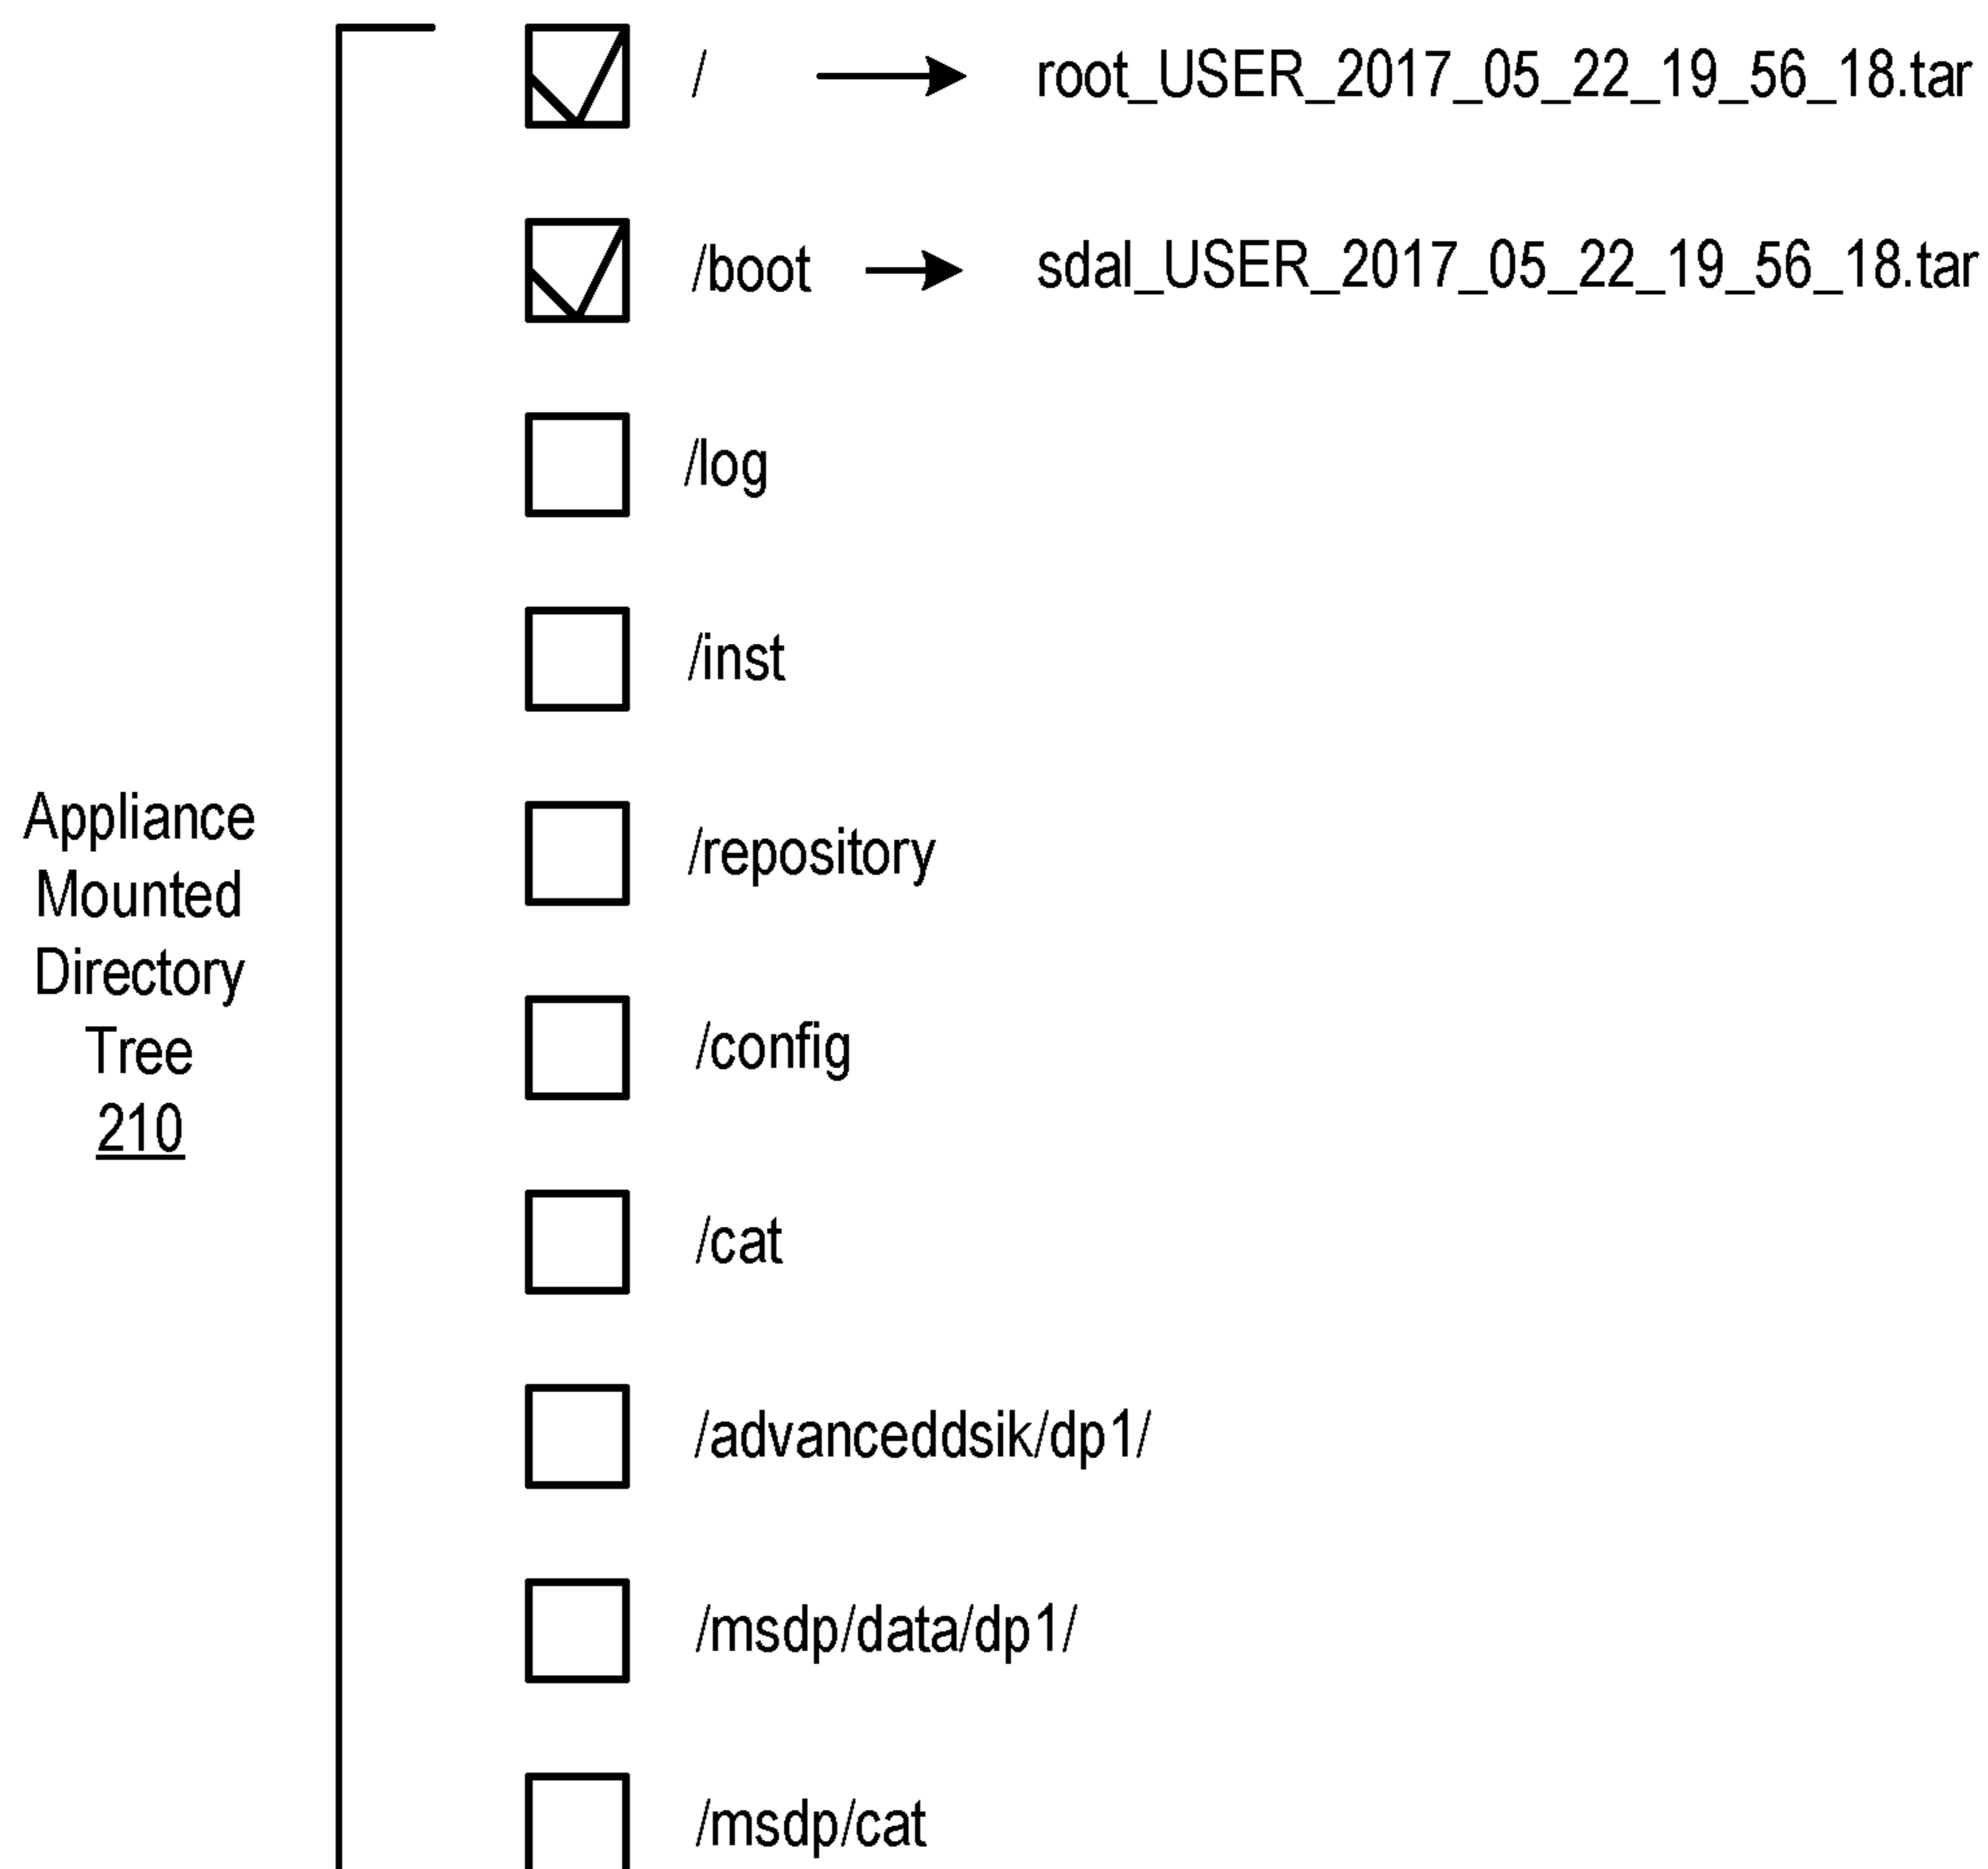 / root_USER_2017_05_22_19_56_18.tar
/boot sdal_USER_2017_05_22_19_56_18.tar
/log
/inst
/repository
/config
/cat
/advanceddsik/dp1/
/msdp/data/dp1/
/msdp/cat
Appliance
Mounted
Directory
Tree
210